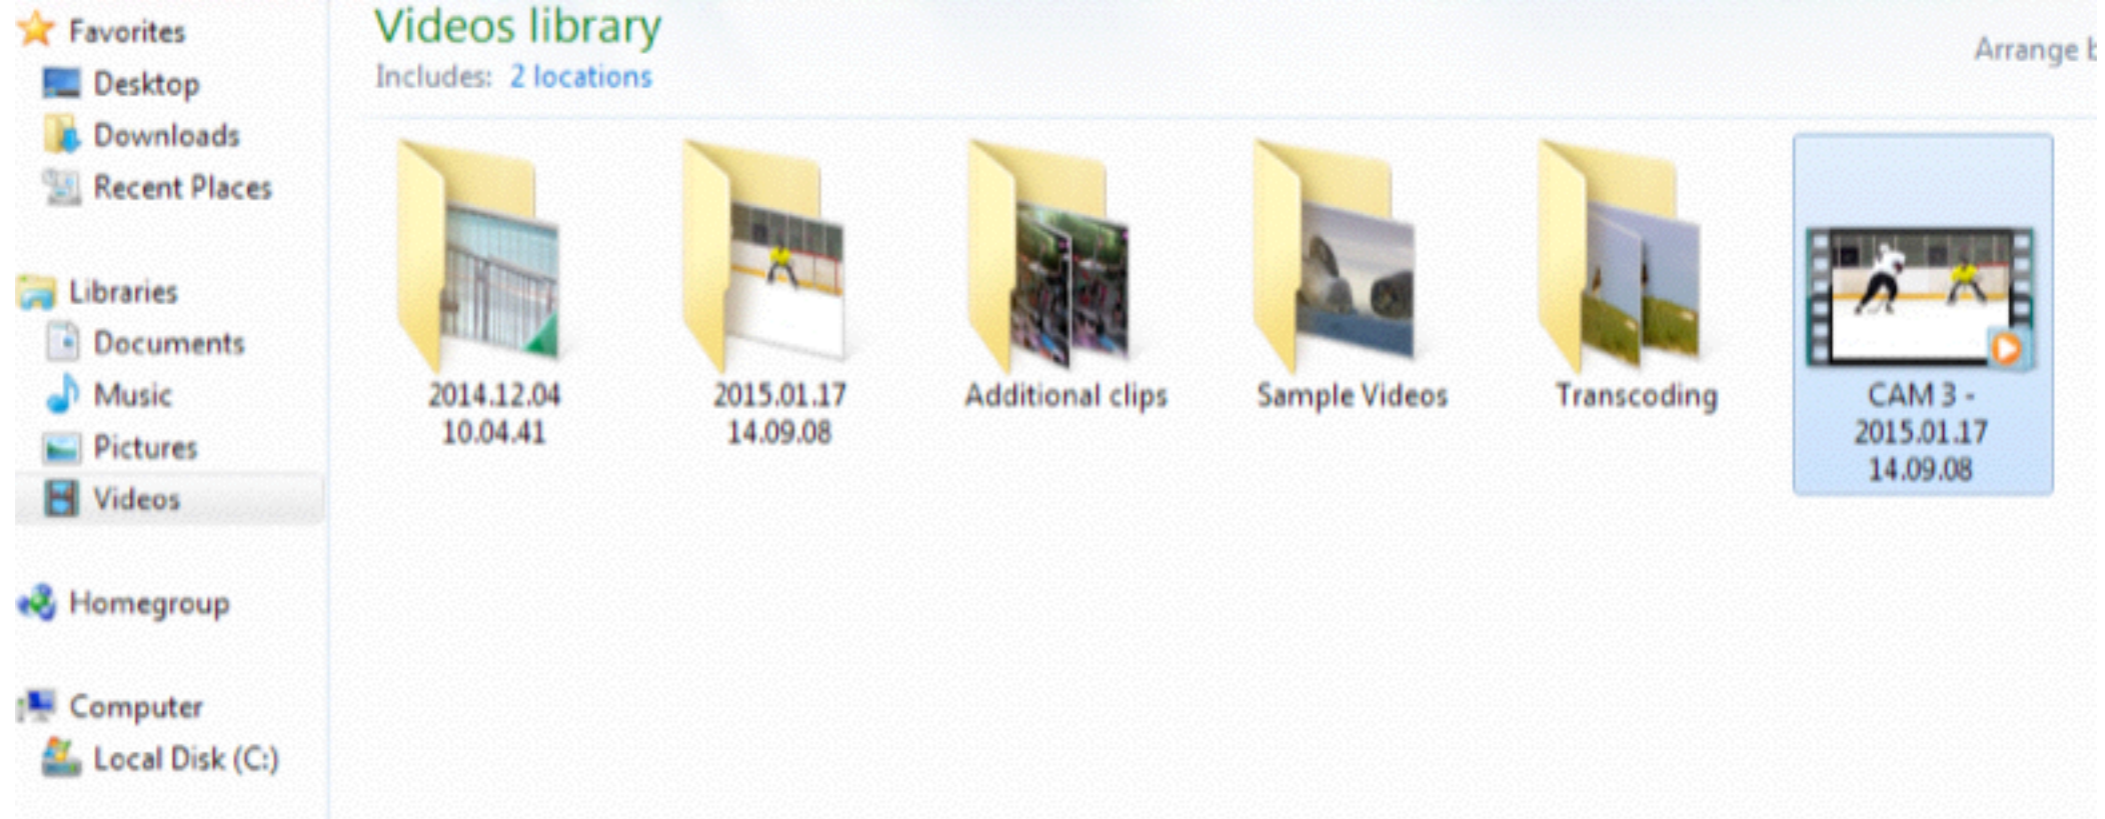 Favorites
Desktop
Downloads
Recent Places
Libraries
Documents
Music
Pictures
Videos
Homegroup
Computer
Local Disk (C:)
Videos library
Includes: 2 locations
Arrange b
2014.12.04
10.04.41
2015.01.17
14.09.08
Additional clips
Sample Videos
Transcoding
CAM 3 -
2015.01.17
14.09.08